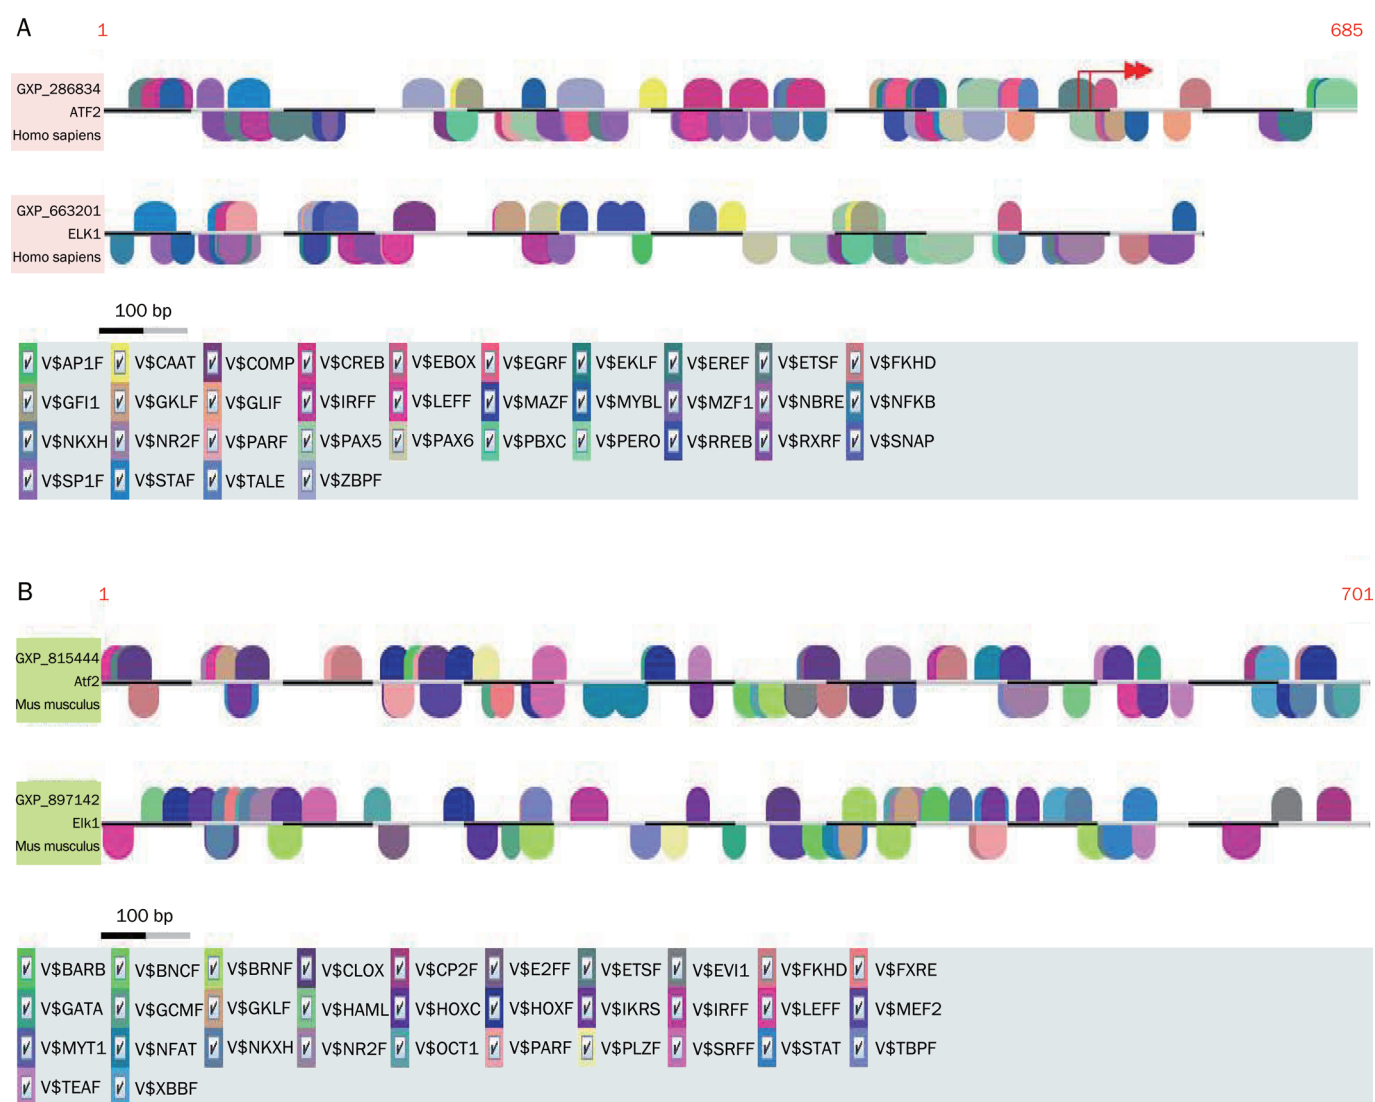 A
1 685
GXP_286834
ATF2
Homo sapiens
GXP_663201
ELK1
Homo sapiens
100 bp
V$AP1F V$CAAT V$COMP V$CREB V$EBOX V$EGRF V$EKLF V$EREF V$ETSF V$FKHD
V$GFI1 V$GKLF V$GLIF V$IRFF V$LEFF V$MAZF V$MYBL V$MZF1 V$NBRE V$NFKB
V$NKXH V$NR2F V$PARF V$PAX5 V$PAX6 V$PBXC V$PERO V$RREB V$RXRF V$SNAP
V$SP1F V$STAF V$TALE V$ZBPF
B
1 701
GXP_815444
Atf2
Mus musculus
GXP_897142
Elk1
Mus musculus
100 bp
V$BARB V$BNCF V$BRNF V$CLOX V$CP2F V$E2FF V$ETSF V$EVI1 V$FKHD V$FXRE
V$GATA V$GCMF V$GKLF V$HAML V$HOXC V$HOXF V$IKRS V$IRFF V$LEFF V$MEF2
V$MYT1 V$NFAT V$NKXH V$NR2F V$OCT1 V$PARF V$PLZF V$SRFF V$STAT V$TBPF
V$TEAF V$XBBF